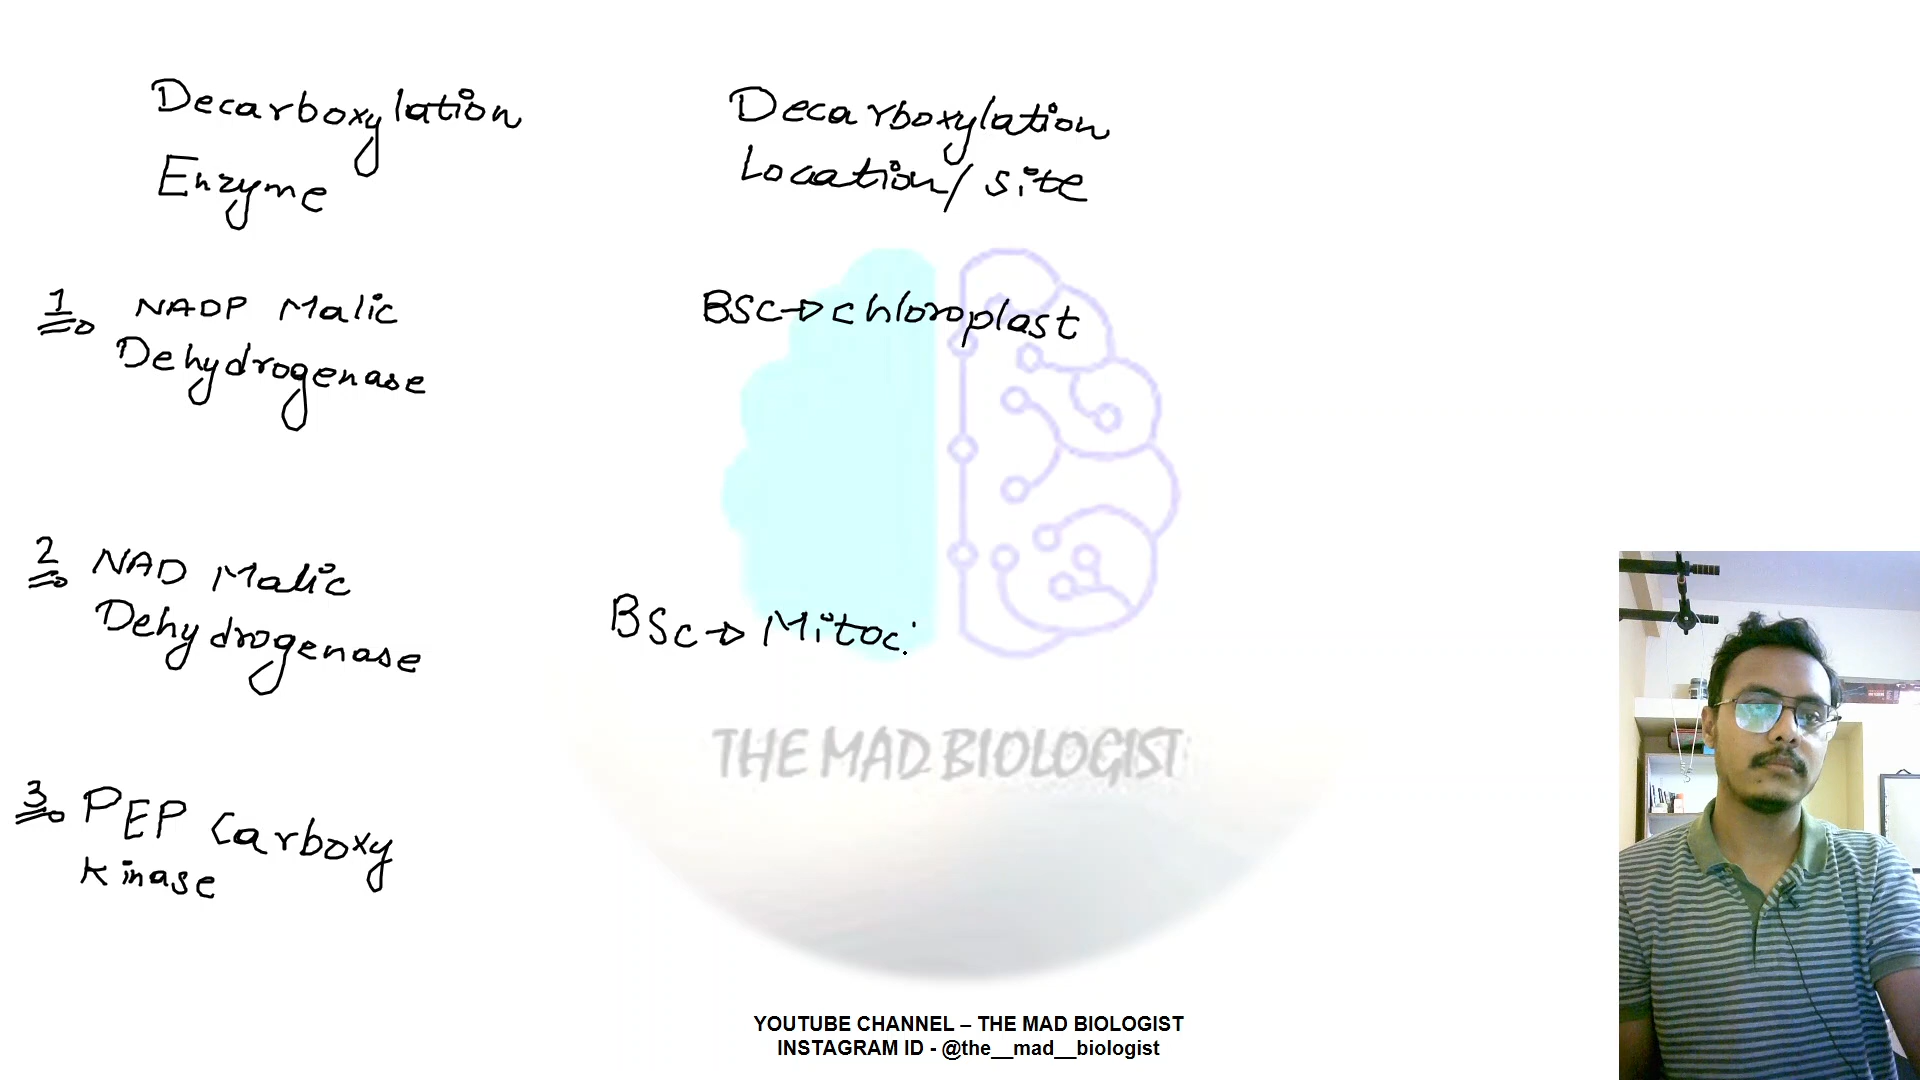 Decarboxylation
Enzyme
Decarboxylation
Location/site
1. NADP Malic
Dehydrogenase
BSC→chloroplast
2. NAD Malic
Dehydrogenase
BSC→Mitoc
3. PEP Carboxy
Kinase
THE MAD BIOLOGIST
YOUTUBE CHANNEL – THE MAD BIOLOGIST
INSTAGRAM ID - @the__mad__biologist